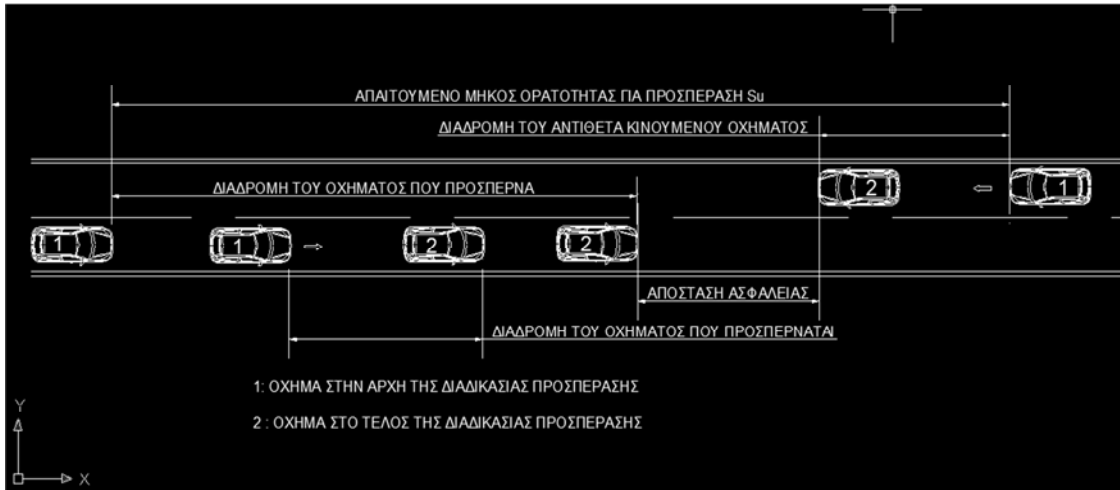 ΑΠΑΙΤΟΥΜΕΝΟ ΜΗΚΟΣ ΟΡΑΤΟΤΗΤΑΣ ΓΙΑ ΠΡΟΣΠΕΡΑΣΗ Su
ΔΙΑΔΡΟΜΗ ΤΟΥ ΑΝΤΙΘΕΤΑ ΚΙΝΟΥΜΕΝΟΥ ΟΧΗΜΑΤΟΣ
ΔΙΑΔΡΟΜΗ ΤΟΥ ΟΧΗΜΑΤΟΣ ΠΟΥ ΠΡΟΣΠΕΡΝΑ
2 1
1 1 2 2
ΑΠΟΣΤΑΣΗ ΑΣΦΑΛΕΙΑΣ
ΔΙΑΔΡΟΜΗ ΤΟΥ ΟΧΗΜΑΤΟΣ ΠΟΥ ΠΡΟΣΠΕΡΝΑΤΑΙ
1: ΟΧΗΜΑ ΣΤΗΝ ΑΡΧΗ ΤΗΣ ΔΙΑΔΙΚΑΣΙΑΣ ΠΡΟΣΠΕΡΑΣΗΣ
2 : ΟΧΗΜΑ ΣΤΟ ΤΕΛΟΣ ΤΗΣ ΔΙΑΔΙΚΑΣΙΑΣ ΠΡΟΣΠΕΡΑΣΗΣ
Y
X